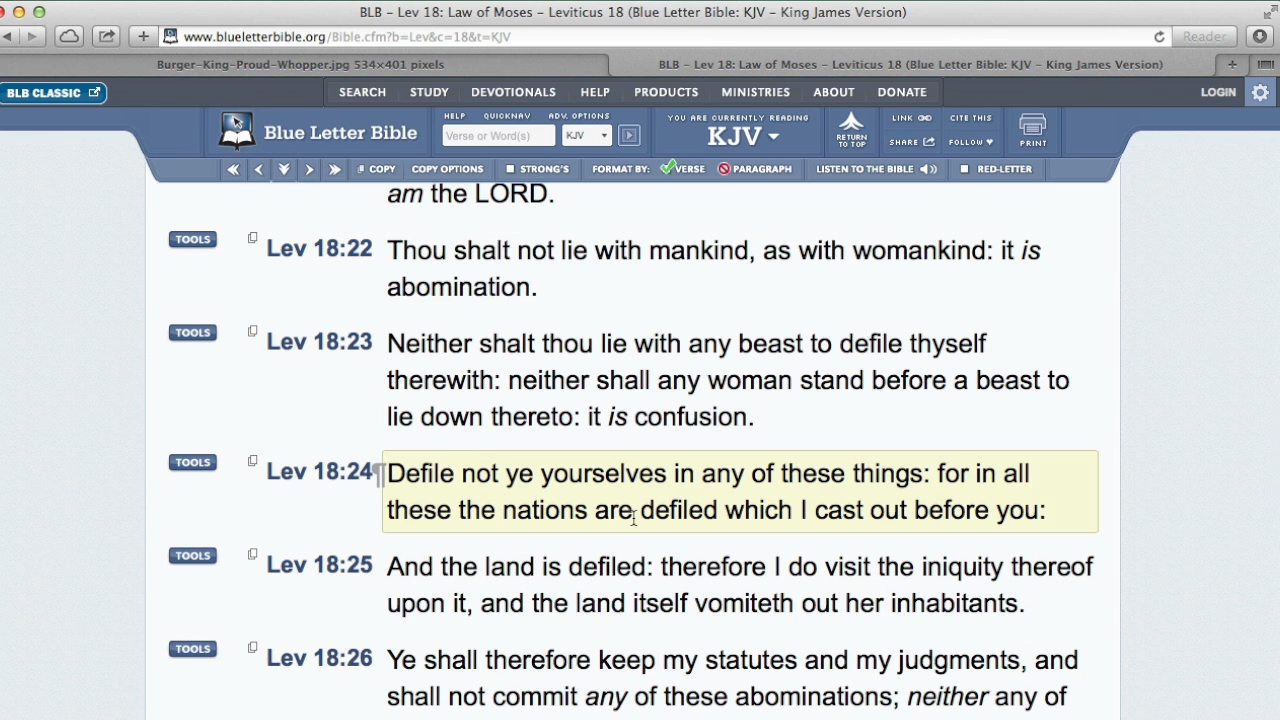 BLB – Lev 18: Law of Moses – Leviticus 18 (Blue Letter Bible: KJV – King James Version)
www.blueletterbible.org/Bible.cfm?b=Lev&c=18&t=KJV
Reader
Burger-King-Proud-Whopper.jpg 534×401 pixels
BLB – Lev 18: Law of Moses – Leviticus 18 (Blue Letter Bible: KJV – King James Version)
BLB CLASSIC
SEARCH STUDY DEVOTIONALS HELP PRODUCTS MINISTRIES ABOUT DONATE
LOGIN
Blue Letter Bible
HELP QUICKNAV ADV. OPTIONS
Verse or Word(s) KJV
YOU ARE CURRENTLY READING
KJV
RETURN
TO TOP
LINK CITE THIS
SHARE FOLLOW
PRINT
COPY COPY OPTIONS STRONG'S FORMAT BY: VERSE PARAGRAPH LISTEN TO THE BIBLE RED-LETTER
am the LORD.
TOOLS Lev 18:22 Thou shalt not lie with mankind, as with womankind: it is
abomination.
TOOLS Lev 18:23 Neither shalt thou lie with any beast to defile thyself
therewith: neither shall any woman stand before a beast to
lie down thereto: it is confusion.
TOOLS Lev 18:24 ¶ Defile not ye yourselves in any of these things: for in all
these the nations are defiled which I cast out before you:
TOOLS Lev 18:25 And the land is defiled: therefore I do visit the iniquity thereof
upon it, and the land itself vomiteth out her inhabitants.
TOOLS Lev 18:26 Ye shall therefore keep my statutes and my judgments, and
shall not commit any of these abominations; neither any of